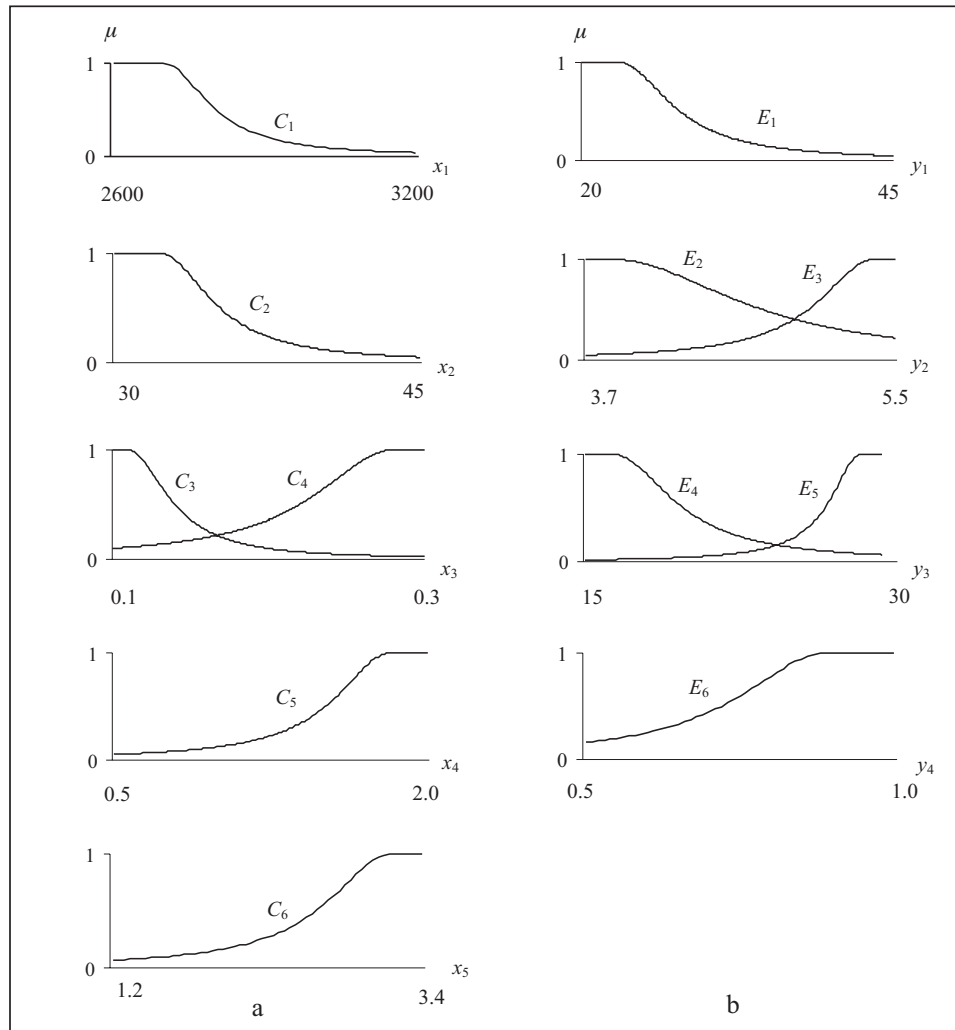 μ
1
C₁
0
x₁
2600
3200
1
C₂
0
x₂
30
45
1
C₃
C₄
0
x₃
0.1
0.3
1
C₅
0
x₄
0.5
2.0
1
C₆
0
x₅
1.2
3.4
a
μ
1
E₁
0
y₁
20
45
1
E₂
E₃
0
y₂
3.7
5.5
1
E₄
E₅
0
y₃
15
30
1
E₆
0
y₄
0.5
1.0
b